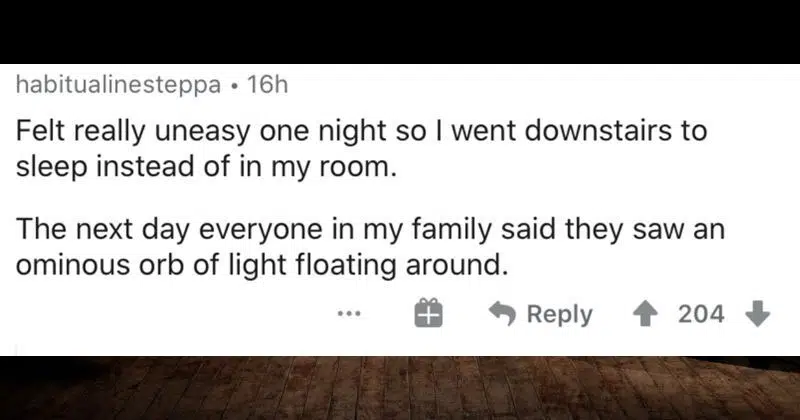 habitualinesteppa • 16h
Felt really uneasy one night so I went downstairs to
sleep instead of in my room.
The next day everyone in my family said they saw an
ominous orb of light floating around.
... Reply 204